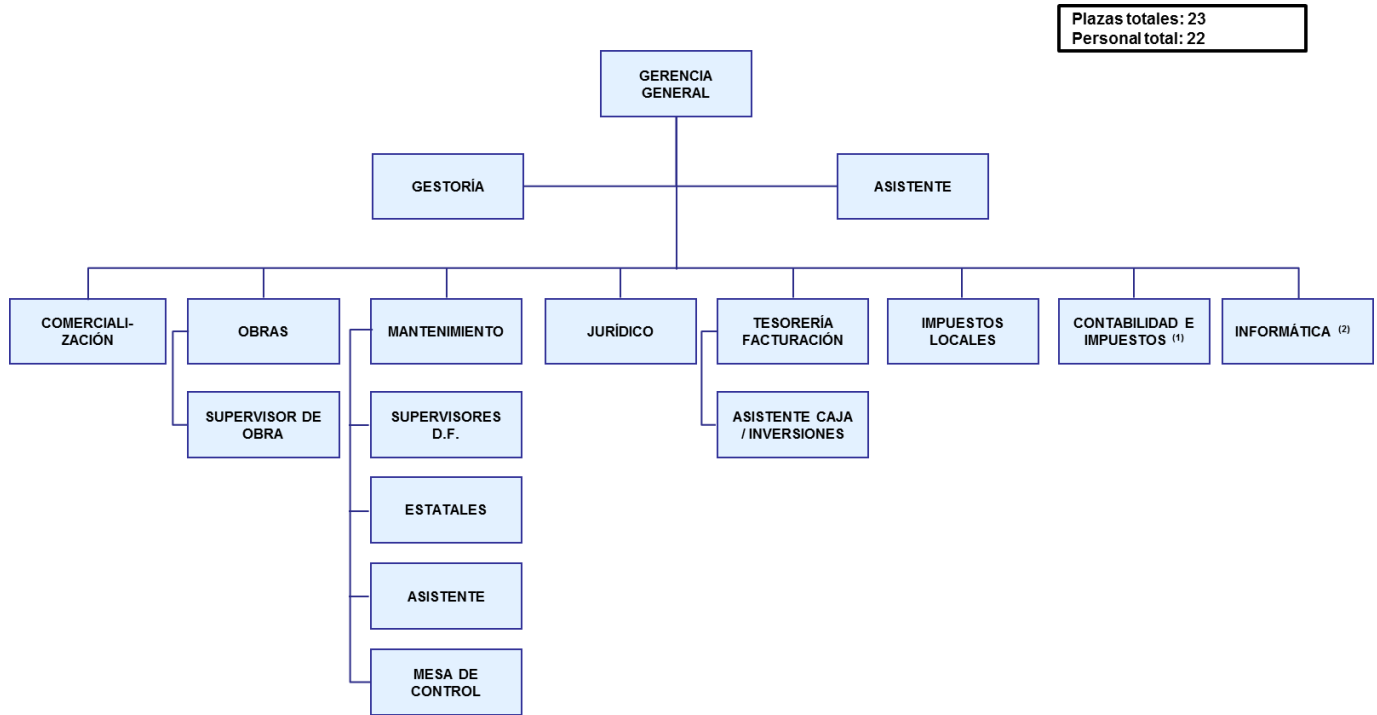 Plazas totales: 23
Personal total: 22
GERENCIA
GENERAL
GESTORÍA
ASISTENTE
COMERCIALI-
ZACIÓN
OBRAS
MANTENIMIENTO
JURÍDICO
TESORERÍA
FACTURACIÓN
IMPUESTOS
LOCALES
CONTABILIDAD E
IMPUESTOS (1)
INFORMÁTICA (2)
SUPERVISOR DE
OBRA
SUPERVISORES
D.F.
ASISTENTE CAJA
/ INVERSIONES
ESTATALES
ASISTENTE
MESA DE
CONTROL